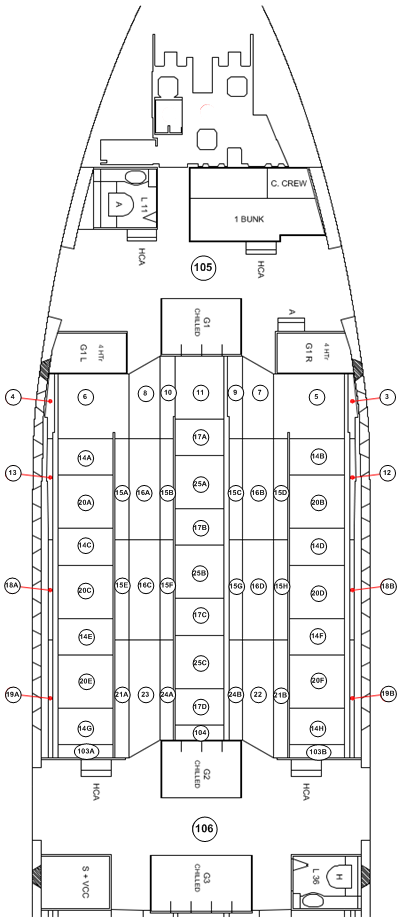 C. CREW
L 11
A
1 BUNK
HCA
HCA
105
G1
CHILLED
A
4 HTr
G1 L
4 HTr
G1 R
4
6
8
10
11
9
7
5
3
17A
14A
14B
13
12
25A
15A
16A
15B
15C
16B
15D
20A
20B
17B
14C
14D
25B
18A
15E
16C
15F
15G
16D
15H
18B
20C
20D
17C
14E
14F
25C
20E
20F
19A
21A
23
24A
24B
22
21B
19B
17D
14G
14H
104
103A
103B
G2
CHILLED
HCA
HCA
106
S + VCC
G3
CHILLED
L 36
H